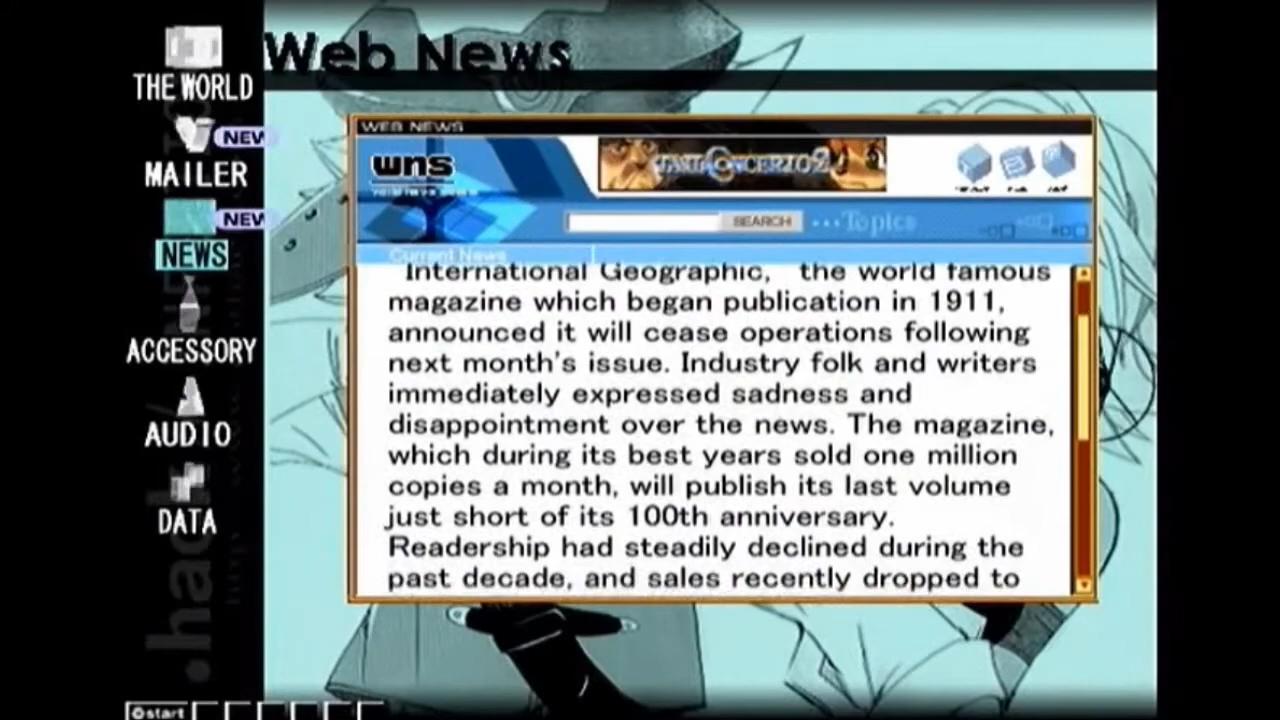 Web News
THE WORLD
NEW
MAILER
NEW
NEWS
ACCESSORY
AUDIO
DATA
.hack
start
WEB NEWS
wns
SEARCH
...Topics
Current News
"International Geographic," the world famous
magazine which began publication in 1911,
announced it will cease operations following
next month's issue. Industry folk and writers
immediately expressed sadness and
disappointment over the news. The magazine,
which during its best years sold one million
copies a month, will publish its last volume
just short of its 100th anniversary.
Readership had steadily declined during the
past decade, and sales recently dropped to